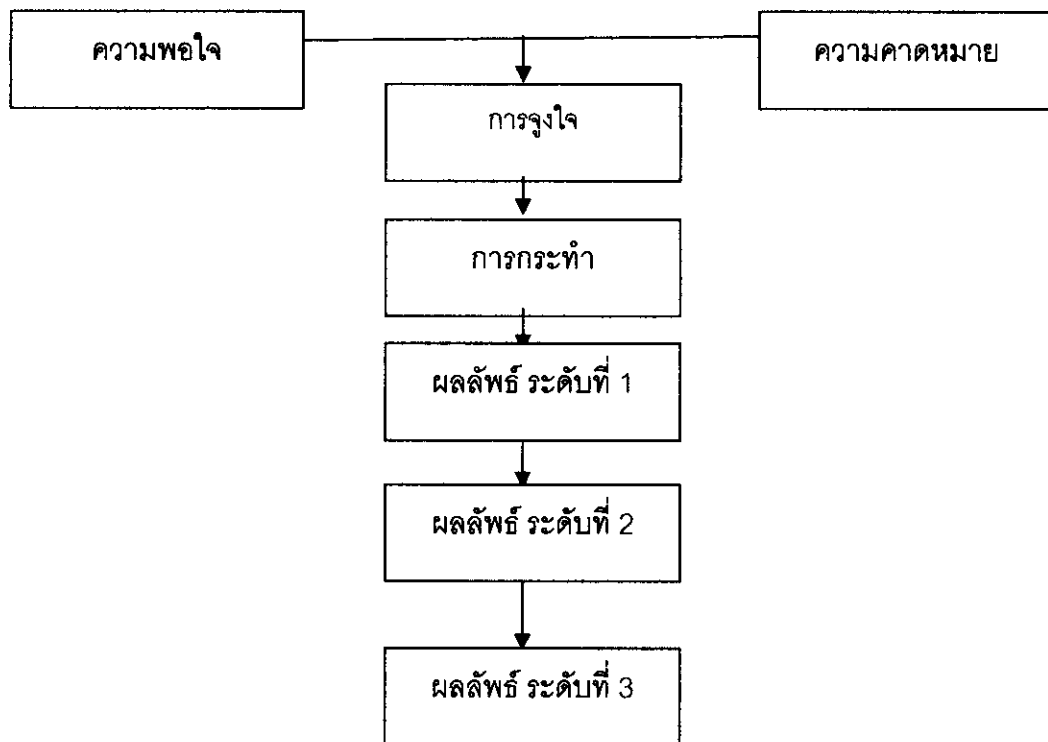 ความพอใจ
ความคาดหมาย
การจูงใจ
การกระทำ
ผลลัพธ์ ระดับที่ 1
ผลลัพธ์ ระดับที่ 2
ผลลัพธ์ ระดับที่ 3